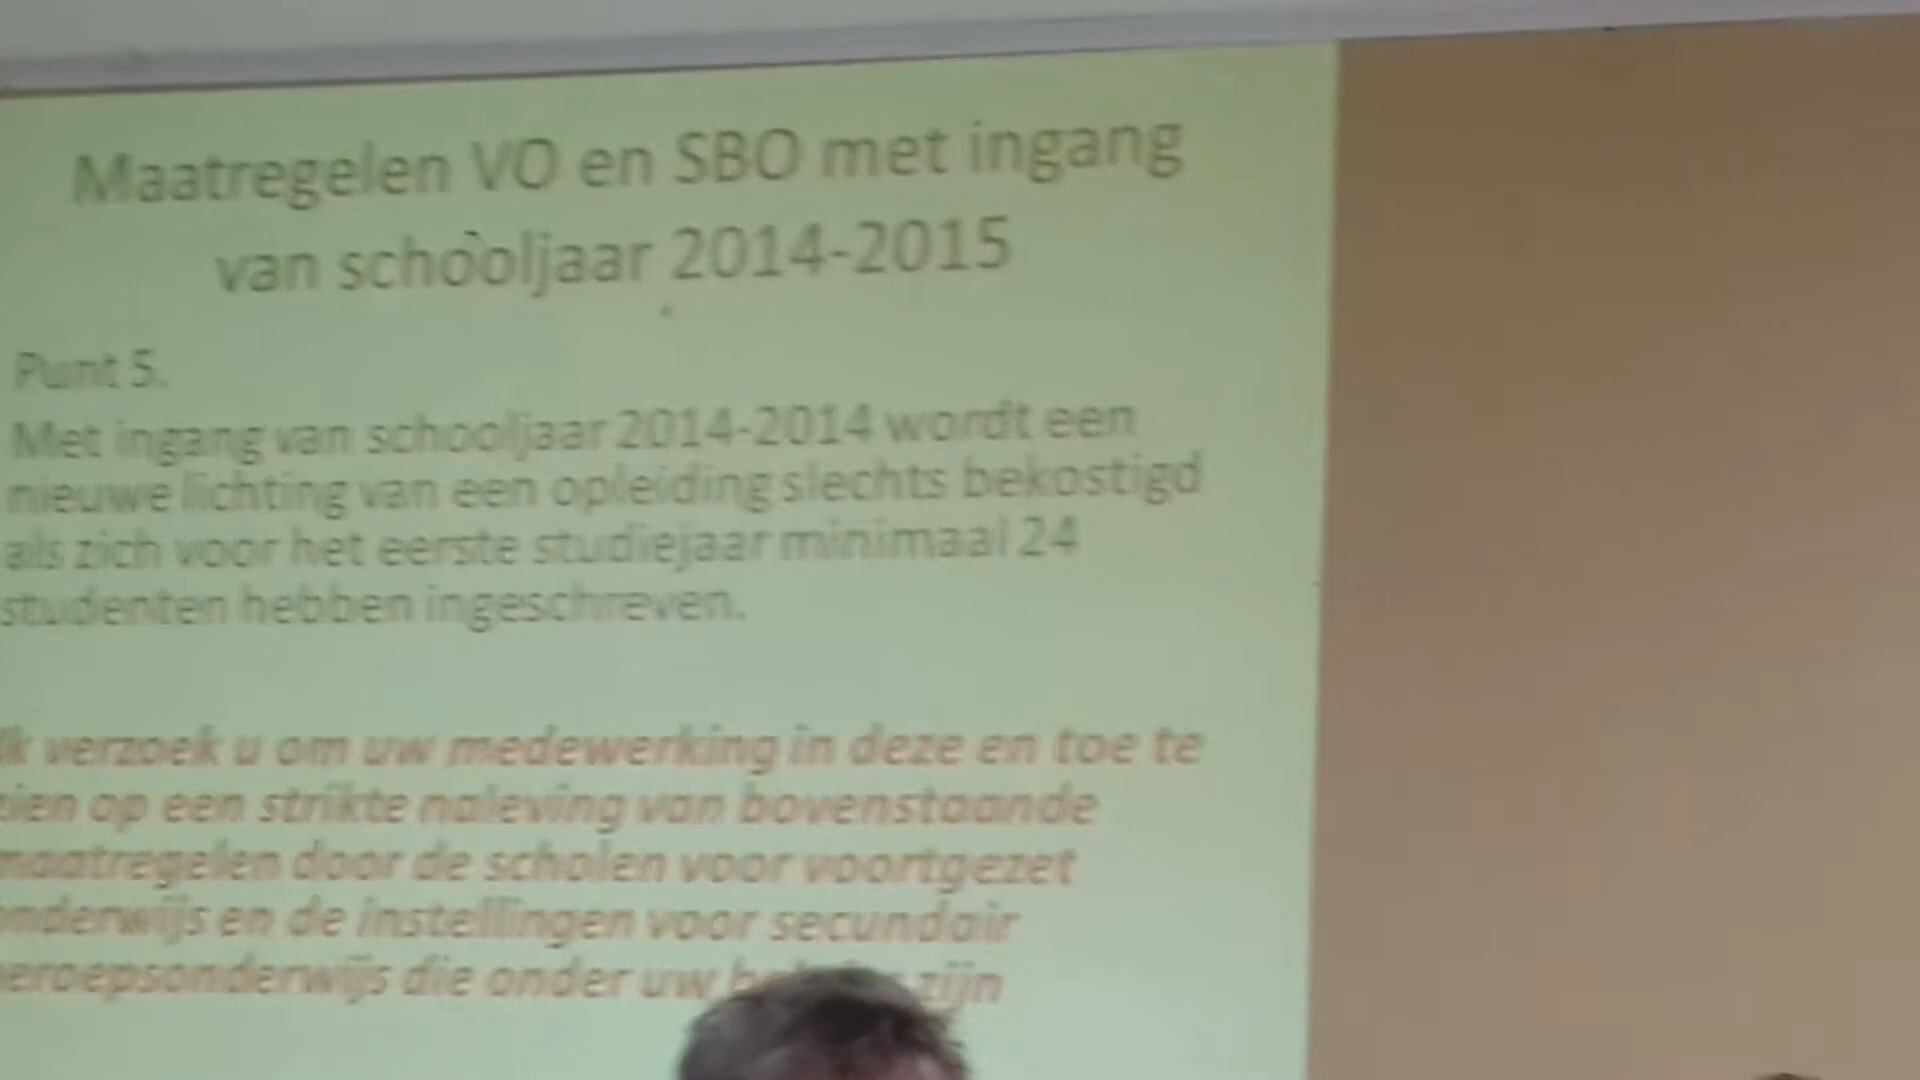 Maatregelen VO en SBO met ingang
van schooljaar 2014-2015
Punt 5.
Met ingang van schooljaar 2014-2014 wordt een
nieuwe lichting van een opleiding slechts bekostigd
als zich voor het eerste studiejaar minimaal 24
studenten hebben ingeschreven.
Ik verzoek u om uw medewerking in deze en toe te
zien op een strikte naleving van bovenstaande
maatregelen door de scholen voor voortgezet
onderwijs en de instellingen voor secundair
beroepsonderwijs die onder uw zijn